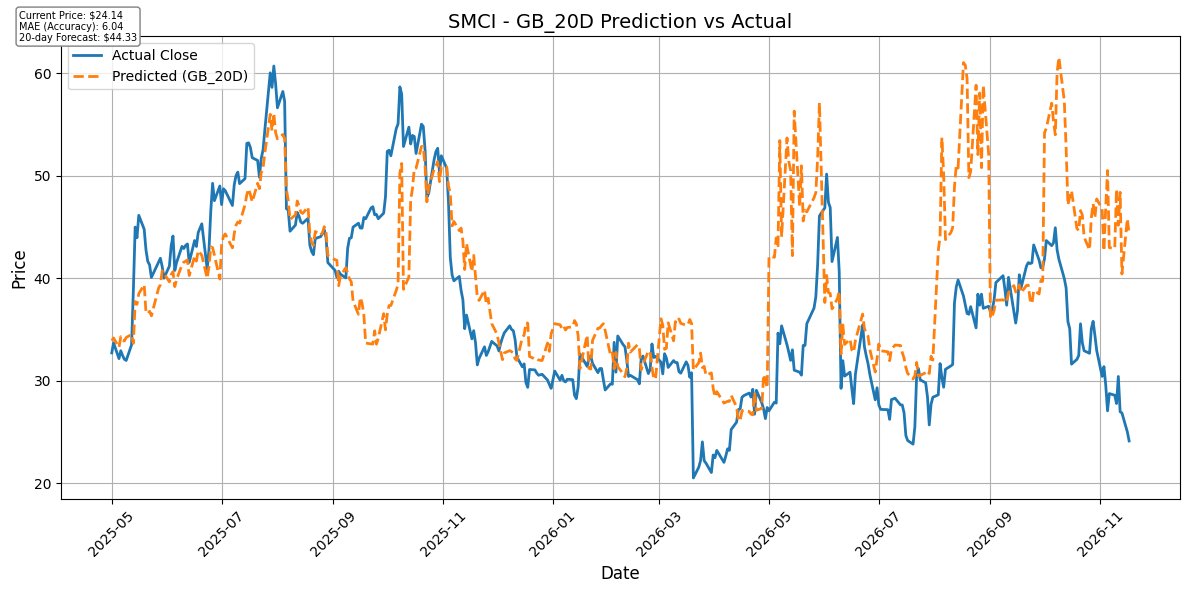 SMCI - GB_20D Prediction vs Actual
Current Price: $24.14
MAE (Accuracy): 6.04
20-day Forecast: $44.33
Actual Close
Predicted (GB_20D)
Price
60
50
40
30
20
2025-05
2025-07
2025-09
2025-11
2026-01
2026-03
2026-05
2026-07
2026-09
2026-11
Date